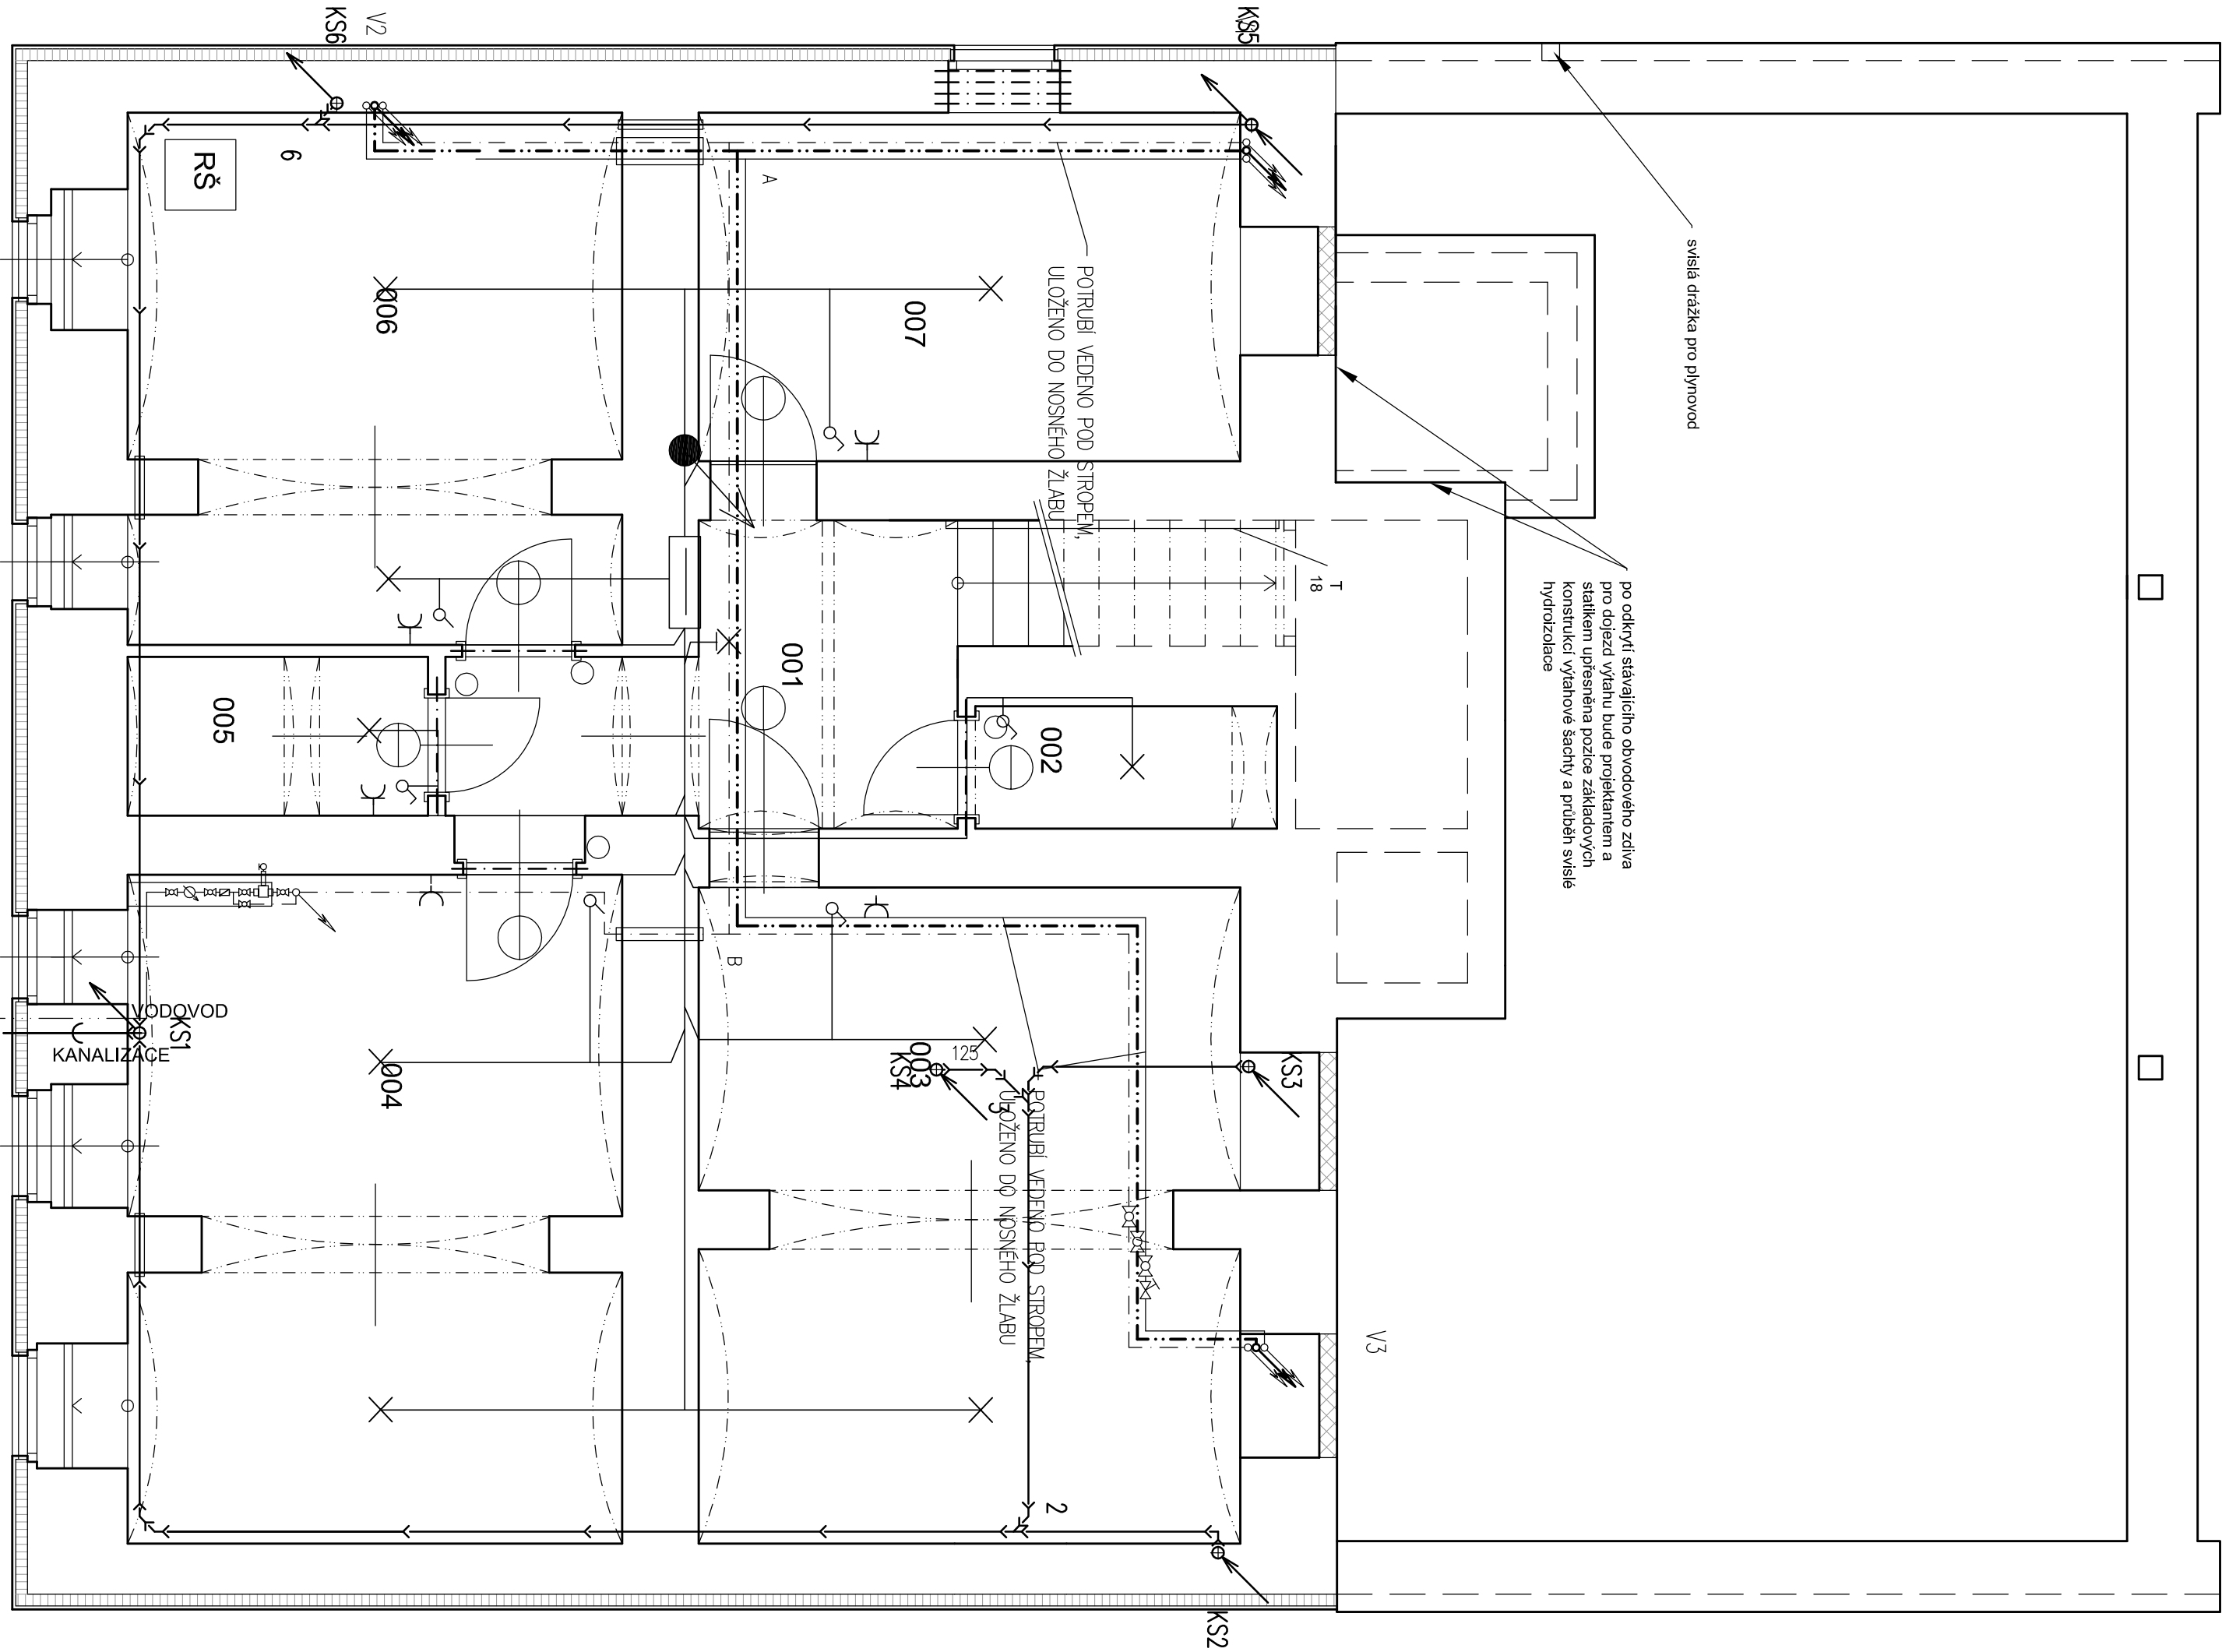 KS6
V2
KS5
svislá drážka pro plynovod
RŠ
6
A
POTRUBÍ VEDENO POD STROPEM,
ULOŽENO DO NOSNÉHO ŽLABU
006
007
T
18
po odkrytí stávajícího obvodového zdiva
pro dojezd výtahu bude projektantem a
statikem upřesněna pozice základových
konstrukcí výtahové šachty a průběh svislé
hydroizolace
001
002
005
B
VODOVOD
KS1
KANALIZACE
004
003
KS4
125
KS3
3
POTRUBÍ VEDENO POD STROPEM,
ULOŽENO DO NOSNÉHO ŽLABU
V3
2
KS2